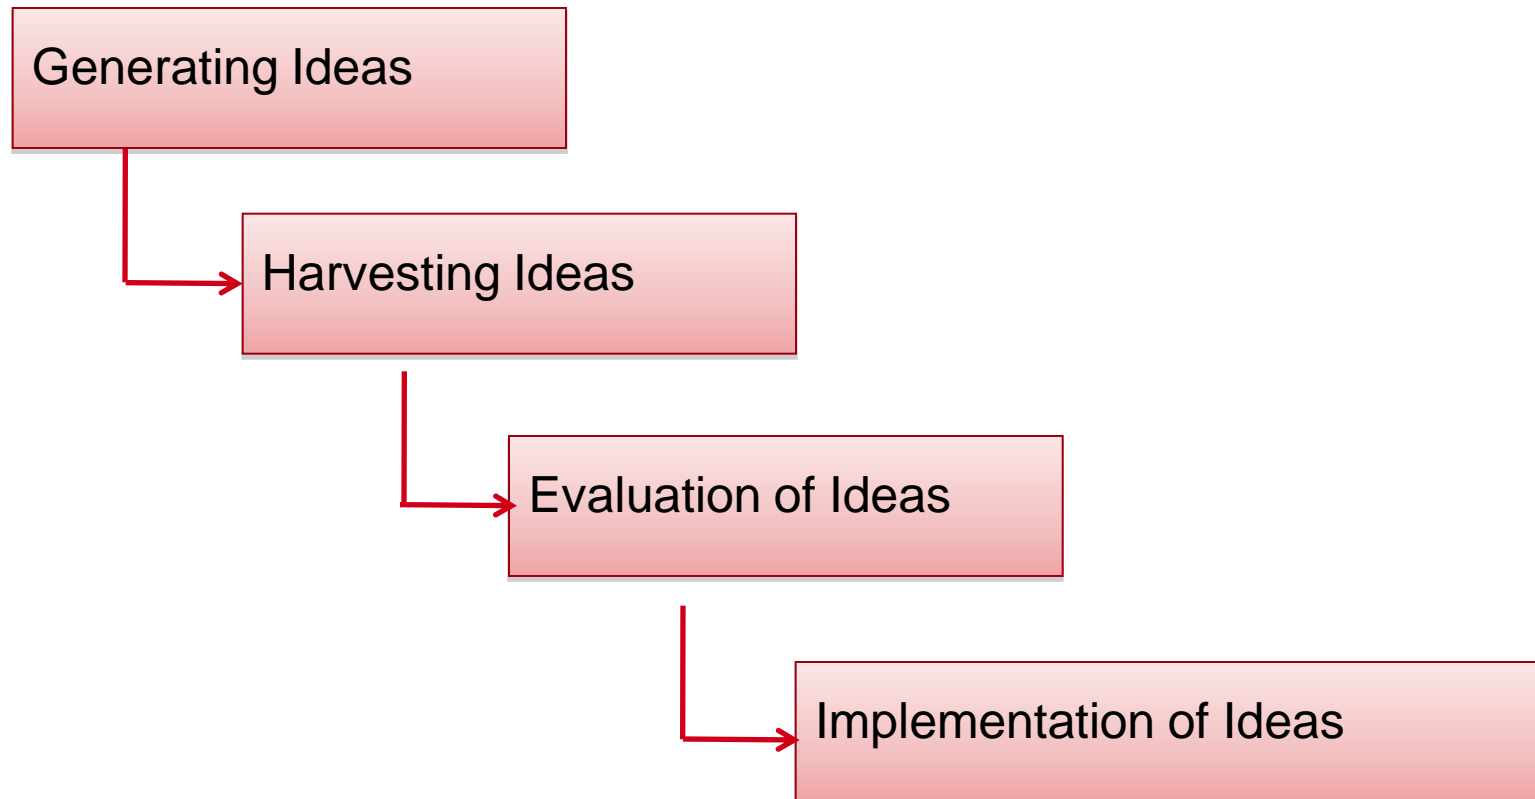 Generating Ideas
Harvesting Ideas
Evaluation of Ideas
Implementation of Ideas